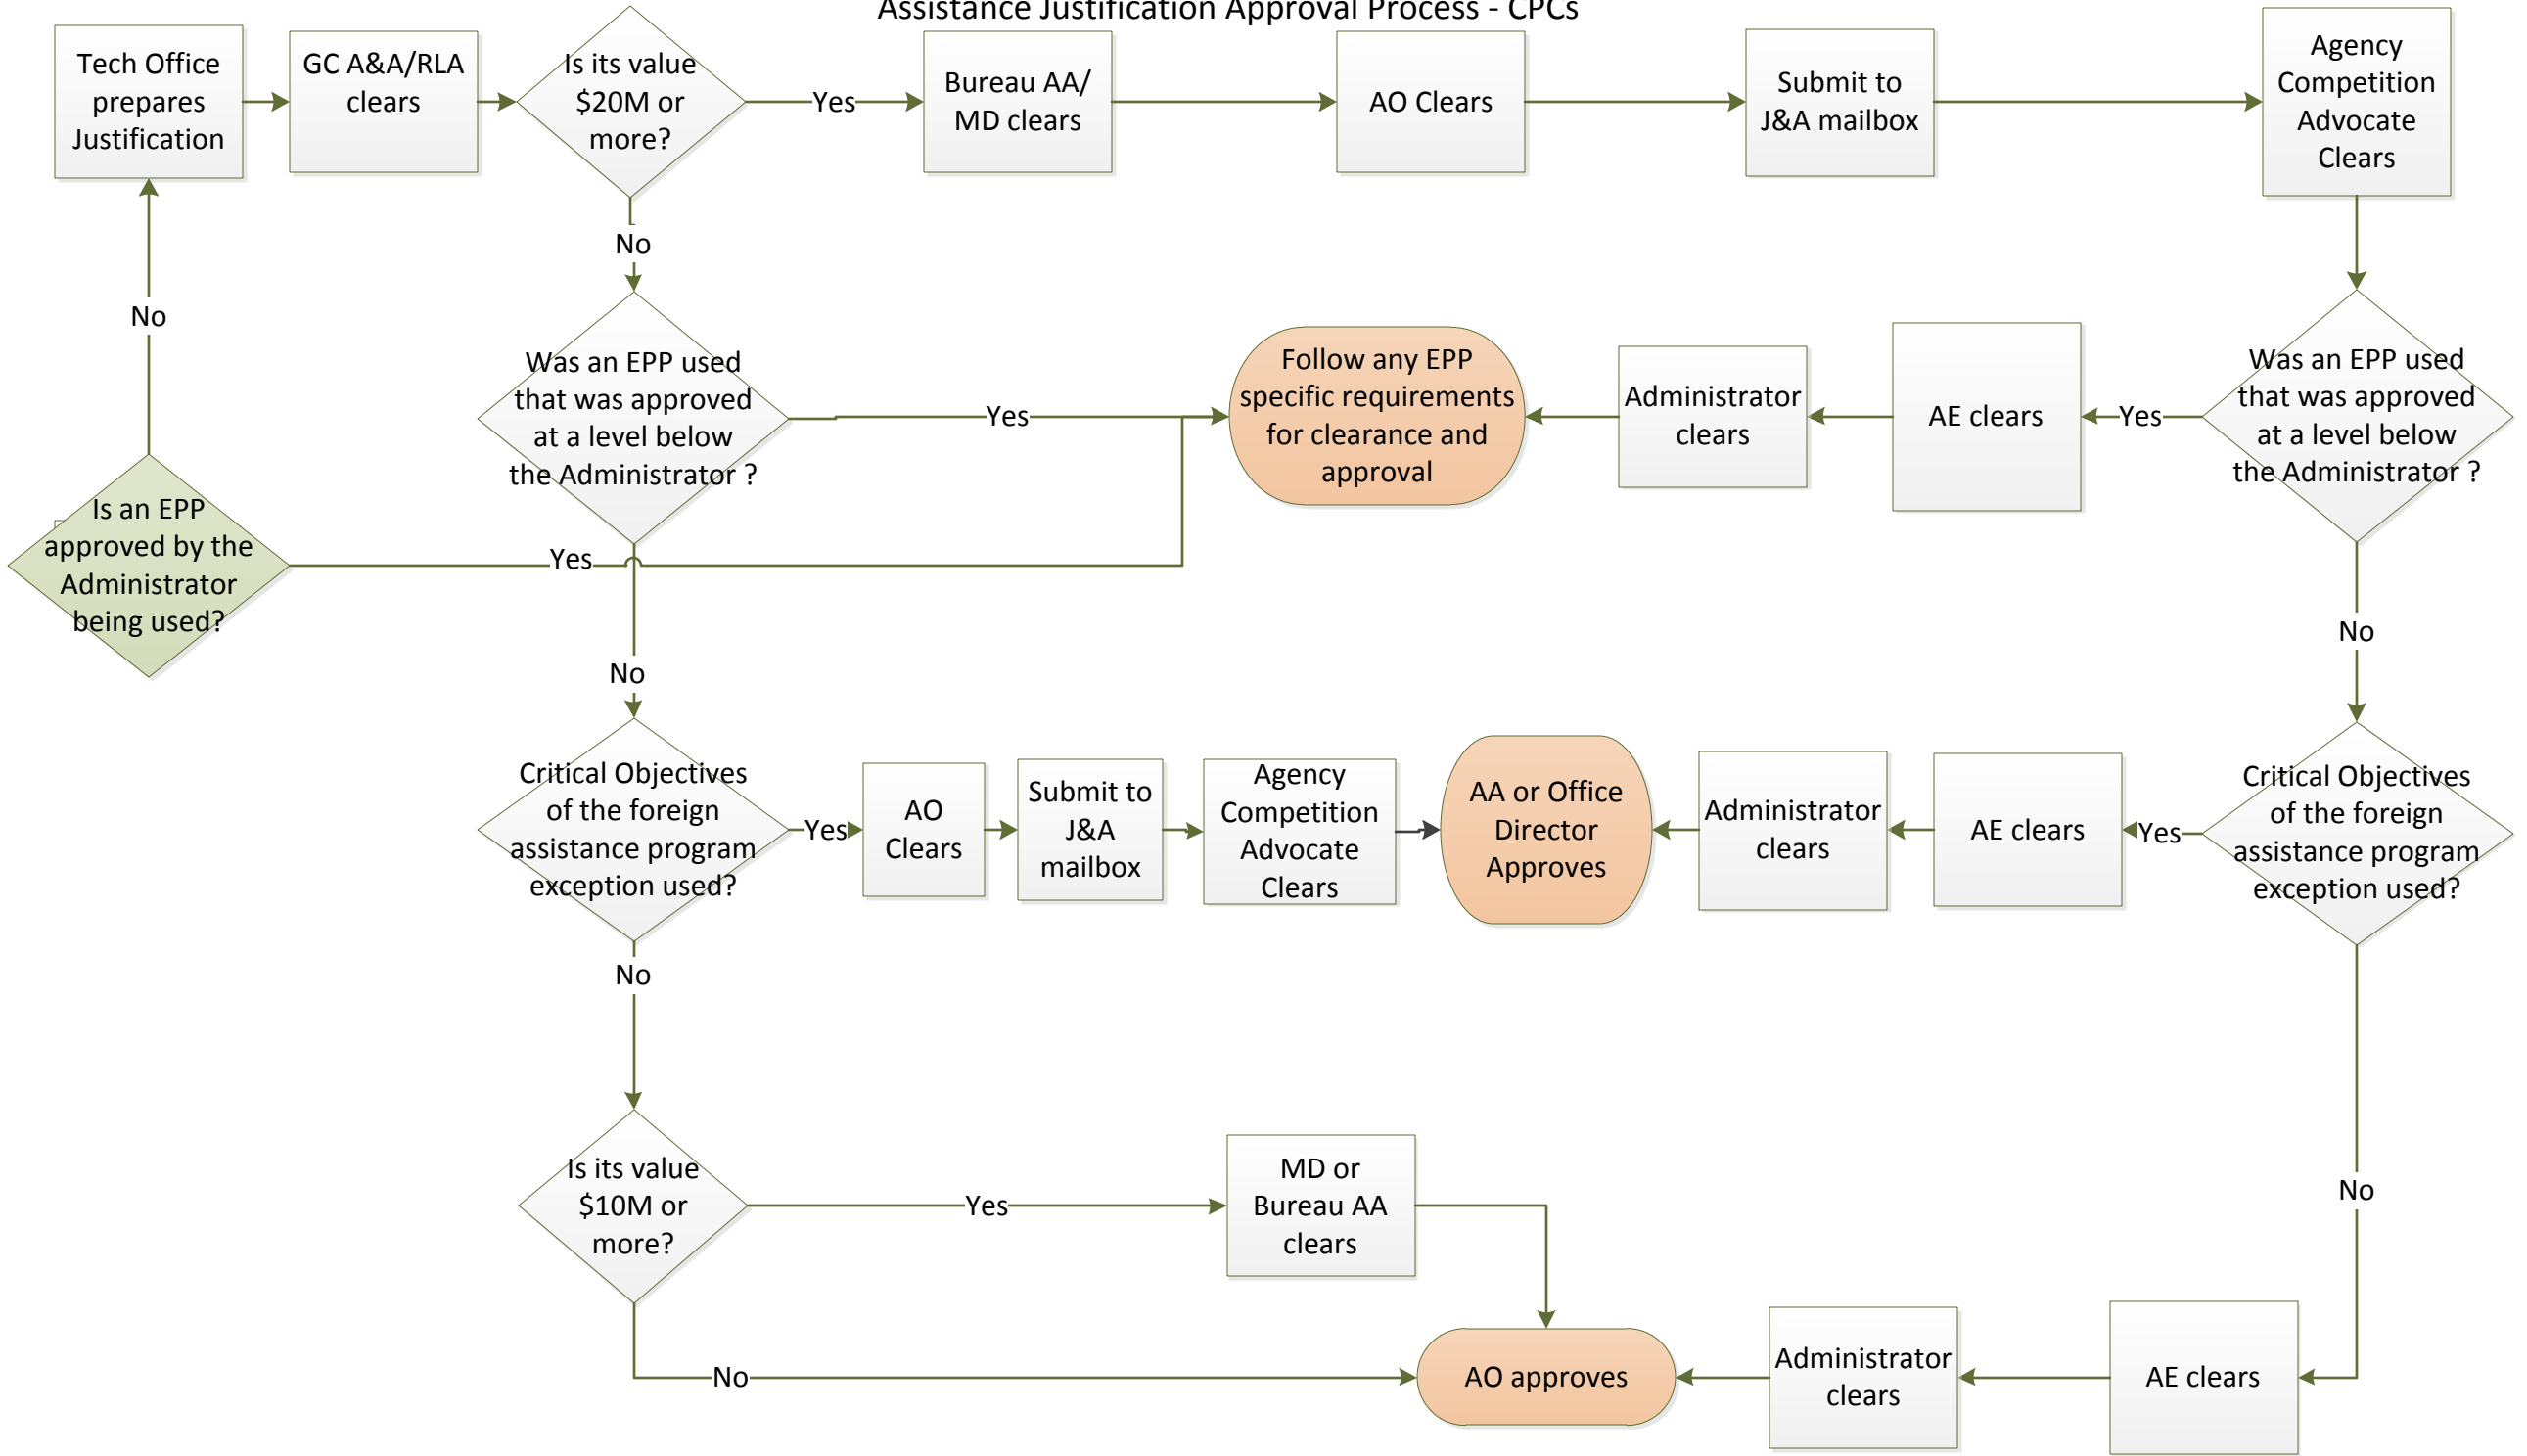 Assistance Justification Approval Process - CPCs
Tech Office
prepares
Justification
GC A&A/RLA
clears
Is its value
$20M or
more?
Yes
Bureau AA/
MD clears
AO Clears
Submit to
J&A mailbox
Agency
Competition
Advocate
Clears
No
No
Was an EPP used
that was approved
at a level below
the Administrator ?
Yes
Follow any EPP
specific requirements
for clearance and
approval
Administrator
clears
AE clears
Yes
Was an EPP used
that was approved
at a level below
the Administrator ?
Is an EPP
approved by the
Administrator
being used?
Yes
No
No
Critical Objectives
of the foreign
assistance program
exception used?
Yes
AO
Clears
Submit to
J&A
mailbox
Agency
Competition
Advocate
Clears
AA or Office
Director
Approves
Administrator
clears
AE clears
Yes
Critical Objectives
of the foreign
assistance program
exception used?
No
Is its value
$10M or
more?
Yes
MD or
Bureau AA
clears
No
No
AO approves
Administrator
clears
AE clears